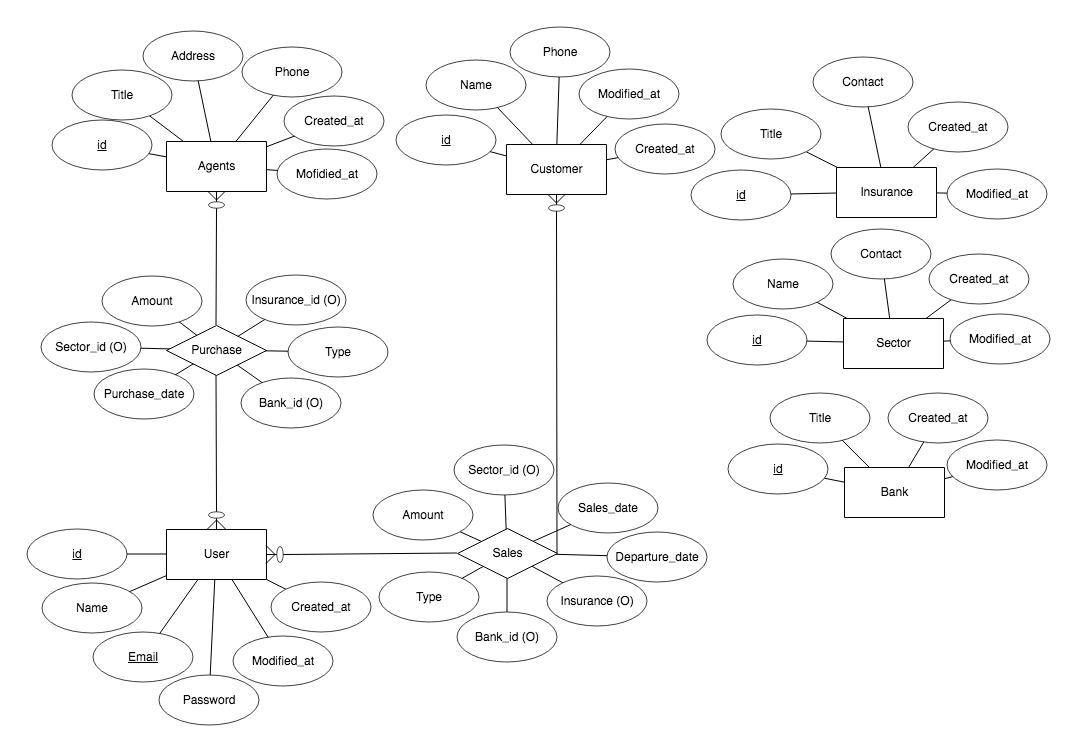 Address
Phone
Title
Created_at
id
Agents
Mofidied_at
Phone
Name
Modified_at
id
Created_at
Customer
Contact
Title
Created_at
id
Insurance
Modified_at
Contact
Name
Created_at
id
Sector
Modified_at
Title
Created_at
id
Modified_at
Bank
Amount
Insurance_id (O)
Sector_id (O)
Purchase
Type
Purchase_date
Bank_id (O)
Sector_id (O)
Amount
Sales_date
Sales
Departure_date
Type
Insurance (O)
Bank_id (O)
id
User
Name
Created_at
Email
Modified_at
Password